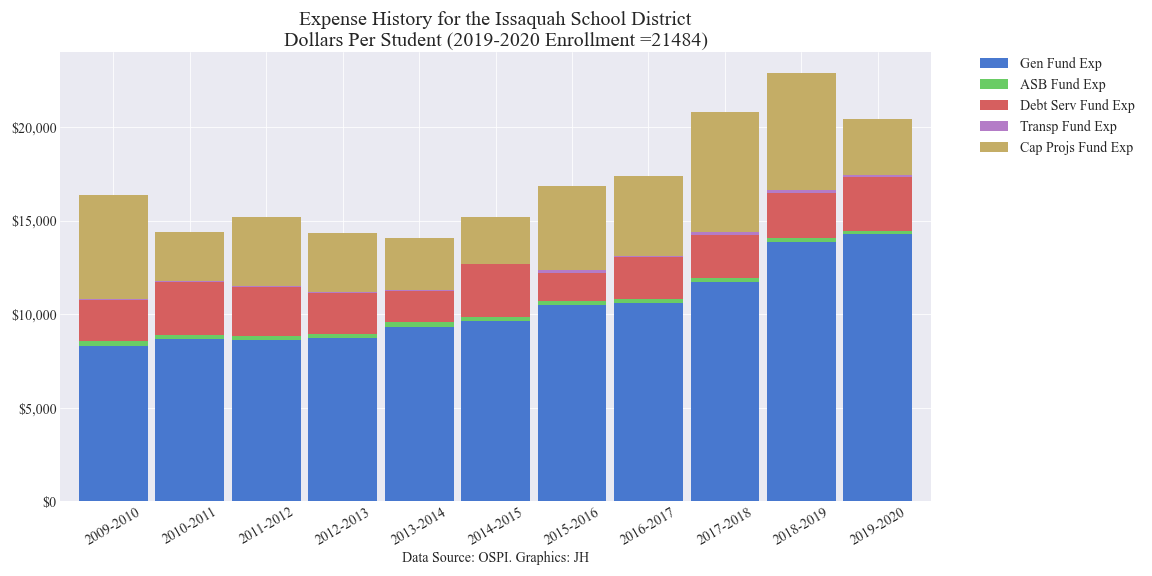 Expense History for the Issaquah School District
Dollars Per Student (2019-2020 Enrollment =21484)
Gen Fund Exp
ASB Fund Exp
Debt Serv Fund Exp
Transp Fund Exp
Cap Projs Fund Exp
$20,000
$15,000
$10,000
$5,000
$0
2009-2010
2010-2011
2011-2012
2012-2013
2013-2014
2014-2015
2015-2016
2016-2017
2017-2018
2018-2019
2019-2020
Data Source: OSPI. Graphics: JH